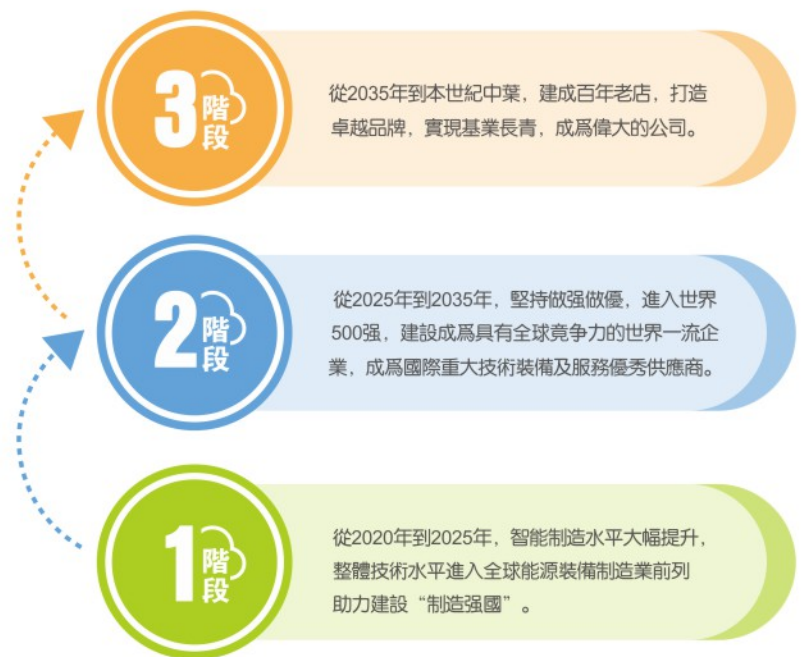 3階段
從2035年到本世紀中葉，建成百年老店，打造
卓越品牌，實現基業長青，成爲偉大的公司。
2階段
從2025年到2035年，堅持做强做優，進入世界
500强，建設成爲具有全球竟争力的世界一流企
業，成爲國際重大技術裝備及服務優秀供應商。
1階段
從2020年到2025年，智能制造水平大幅提升，
整體技術水平進入全球能源裝備制造業前列
助力建設“制造强國”。